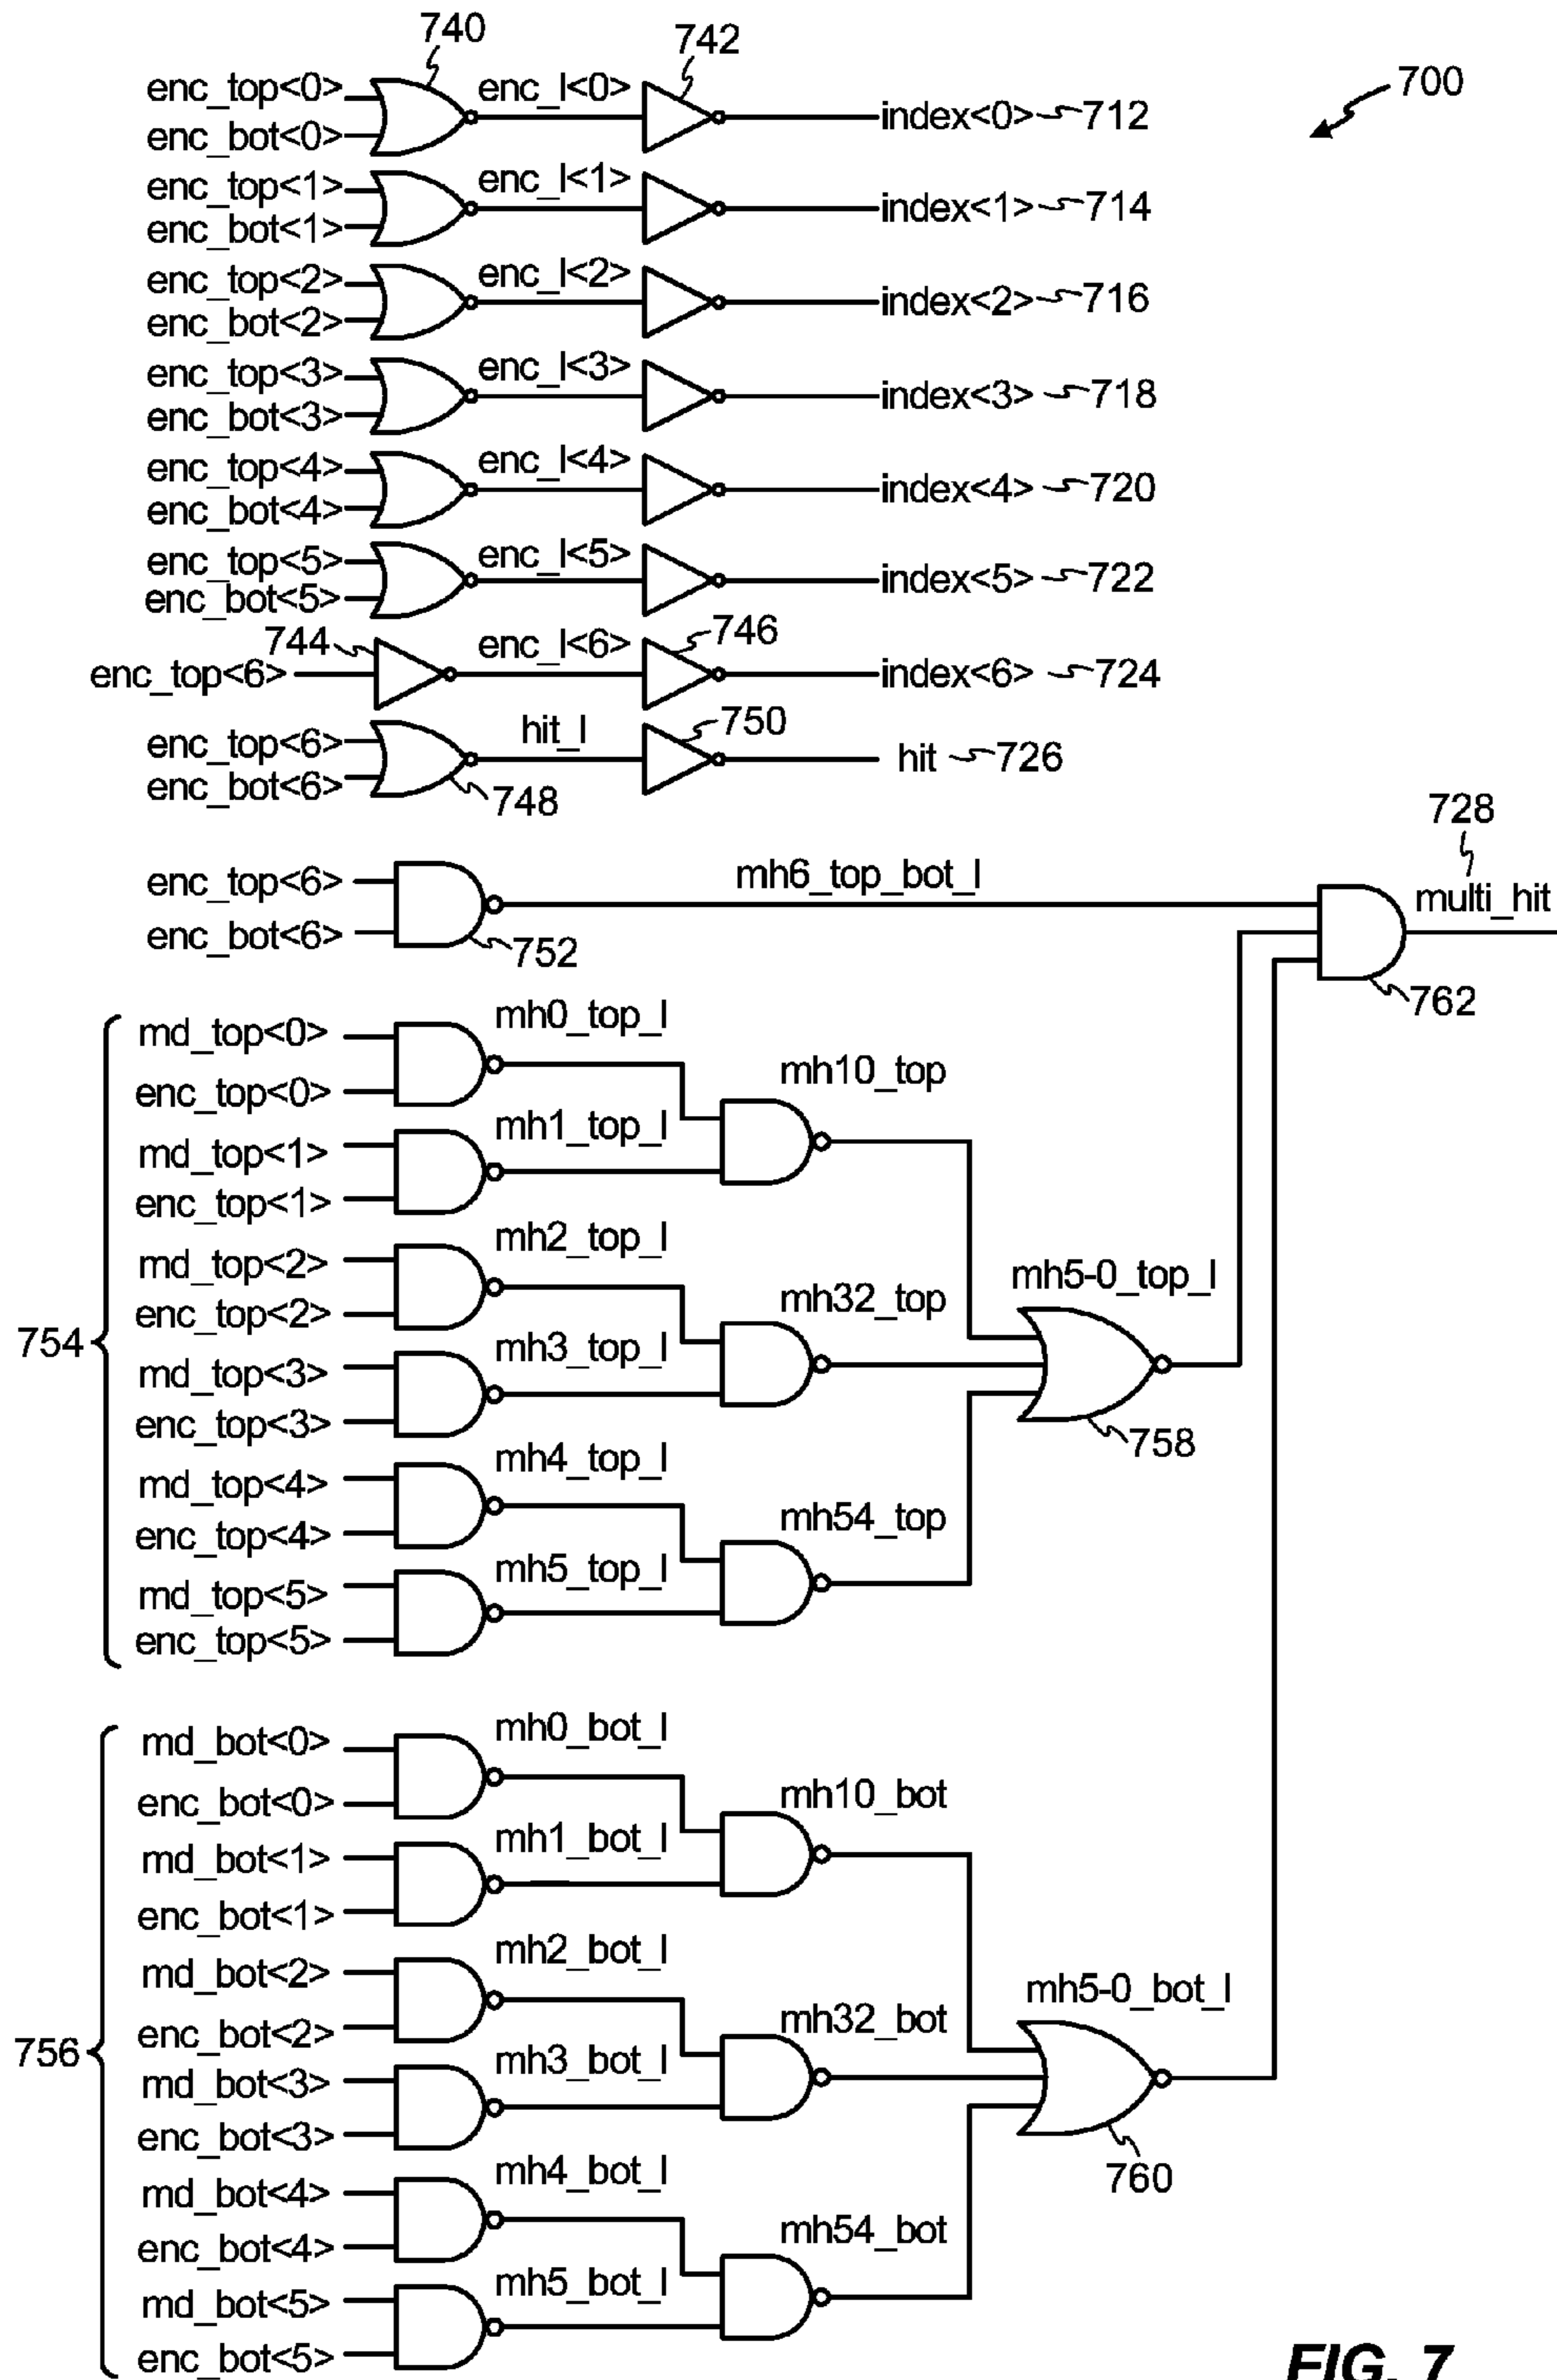 740
742
700
enc_top<0>
enc_l<0>
enc_bot<0>
index<0> 712
enc_top<1>
enc_l<1>
enc_bot<1>
index<1> 714
enc_top<2>
enc_l<2>
enc_bot<2>
index<2> 716
enc_top<3>
enc_l<3>
enc_bot<3>
index<3> 718
enc_top<4>
enc_l<4>
enc_bot<4>
index<4> 720
enc_top<5>
enc_l<5>
enc_bot<5>
index<5> 722
744
746
enc_top<6>
enc_l<6>
index<6> 724
750
enc_top<6>
hit_l
enc_bot<6>
hit 726
748
728
enc_top<6>
mh6_top_bot_l
multi_hit
enc_bot<6>
752
762
754
md_top<0>
mh0_top_l
enc_top<0>
mh10_top
md_top<1>
mh1_top_l
enc_top<1>
md_top<2>
mh2_top_l
enc_top<2>
mh32_top
mh5-0_top_l
md_top<3>
mh3_top_l
enc_top<3>
758
md_top<4>
mh4_top_l
enc_top<4>
mh54_top
md_top<5>
mh5_top_l
enc_top<5>
756
md_bot<0>
mh0_bot_l
enc_bot<0>
mh10_bot
md_bot<1>
mh1_bot_l
enc_bot<1>
md_bot<2>
mh2_bot_l
enc_bot<2>
mh32_bot
mh5-0_bot_l
md_bot<3>
mh3_bot_l
enc_bot<3>
760
md_bot<4>
mh4_bot_l
enc_bot<4>
mh54_bot
md_bot<5>
mh5_bot_l
enc_bot<5>
FIG. 7